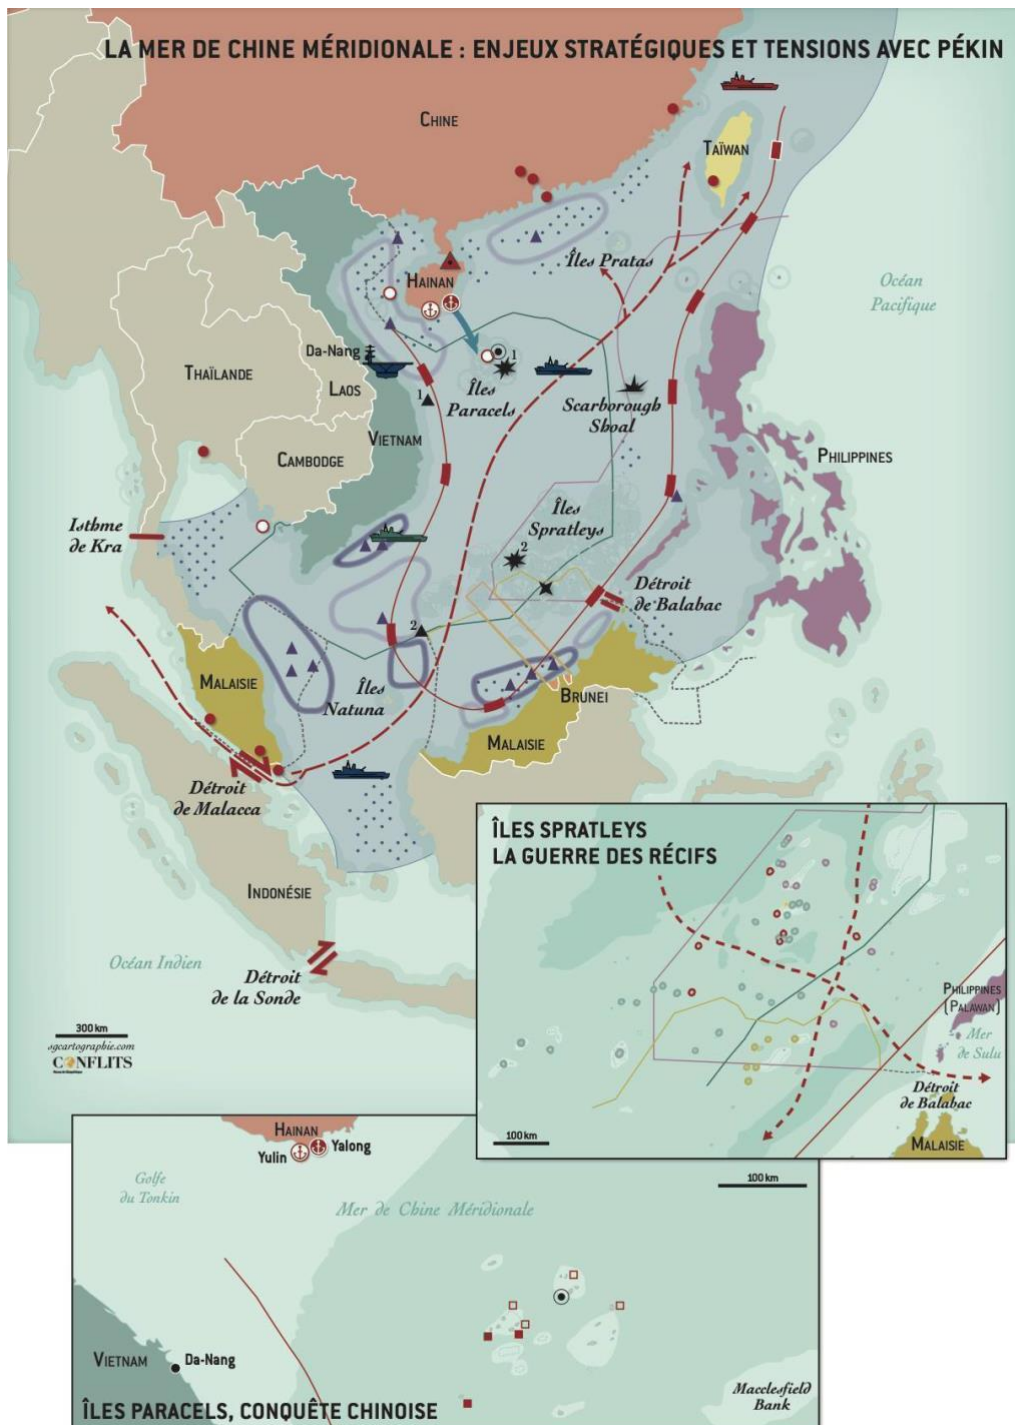 LA MER DE CHINE MÉRIDIONALE : ENJEUX STRATÉGIQUES ET TENSIONS AVEC PÉKIN
CHINE
TAÏWAN
Îles Pratas
HAINAN
Océan
Pacifique
Da-Nang
THAÏLANDE
LAOS
1
1
Îles
Paracels
Scarborough
Shoal
VIETNAM
CAMBODGE
PHILIPPINES
Isthme
de Kra
Îles
Spratleys
2
Détroit
de Balabac
2
MALAISIE
Îles
Natuna
BRUNEI
MALAISIE
Détroit
de Malacca
INDONÉSIE
Océan Indien
Détroit
de la Sonde
300 km
sgcartographie.com
CONFLITS
ÎLES SPRATLEYS
LA GUERRE DES RÉCIFS
PHILIPPINES
(PALAWAN)
Mer
de Sulu
Détroit
de Balabac
MALAISIE
100 km
HAINAN
Yulin
Yalong
100 km
Golfe
du Tonkin
Mer de Chine Méridionale
VIETNAM
Da-Nang
Macclesfield
Bank
ÎLES PARACELS, CONQUÊTE CHINOISE